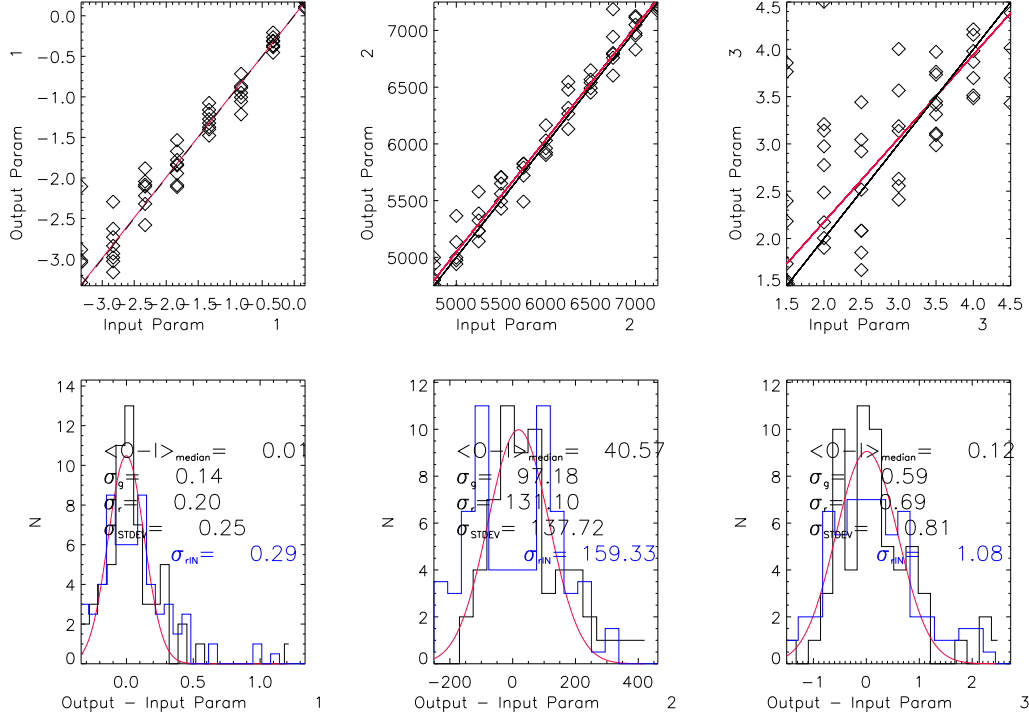 0.0
−0.5
−1.0
−1.5
−2.0
−2.5
−3.0
Output Param 1
−3.0−2.5−2.0−1.5−1.0−0.50.0
Input Param 1
7000
6500
6000
5500
5000
Output Param 2
500055006000650070 00
Input Param 2
4.5
4.0
3.5
3.0
2.5
2.0
1.5
Output Param 3
1.5 2.0 2.5 3.0 3.5 4.0 4.5
Input Param 3
14
12
10
8
6
4
2
0
N
<O−I>median= 0.01
σg= 0.14
σr= 0.20
σSTDEV= 0.25
σrIN= 0.29
0.0 0.5 1.0
Output − Input Param 1
12
10
8
6
4
2
0
N
<O−I>median= 40.57
σg= 97.18
σr= 131.10
σSTDEV= 137.72
σrIN= 159.33
−200 0 200 400
Output − Input Param 2
12
10
8
6
4
2
0
N
<O−I>median= 0.12
σg= 0.59
σr= 0.69
σSTDEV= 0.81
σrIN= 1.08
−1 0 1 2
Output − Input Param 3